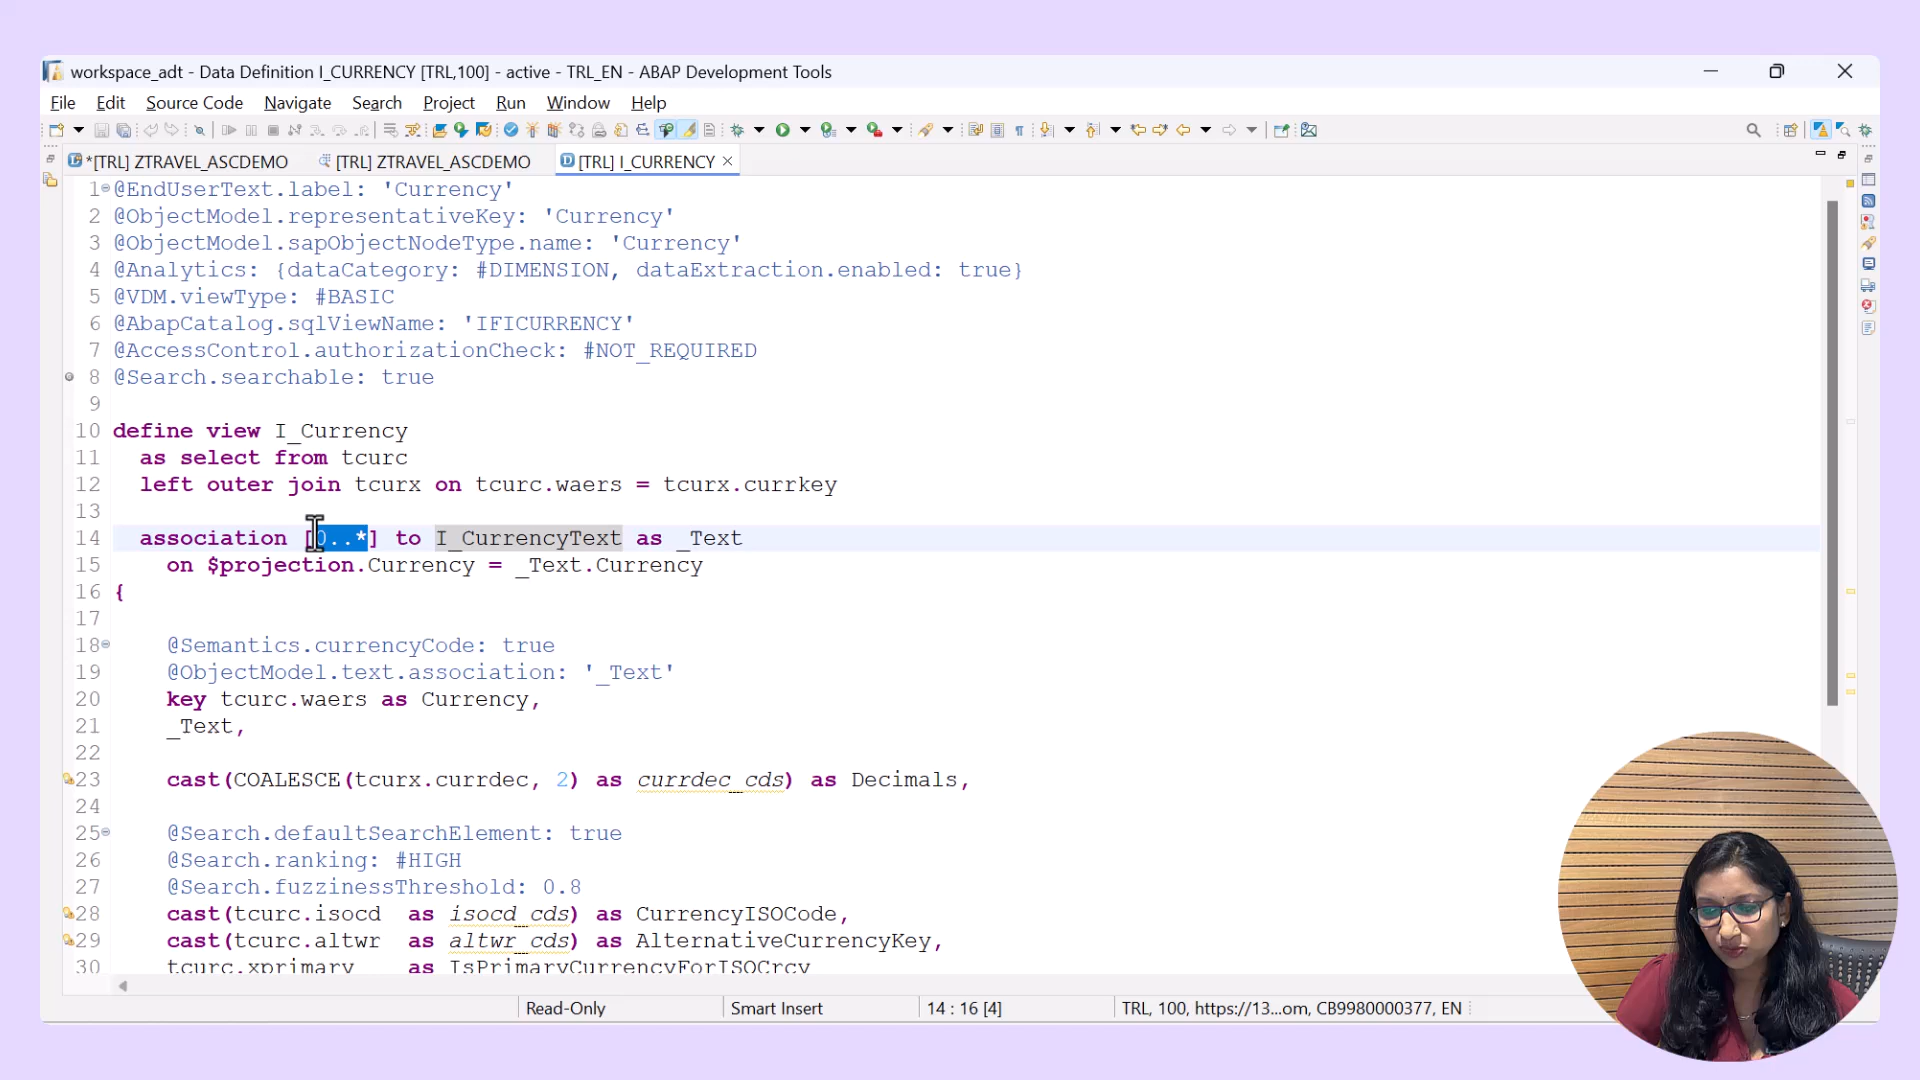 workspace_adt - Data Definition I_CURRENCY [TRL,100] - active - TRL_EN - ABAP Development Tools
File Edit Source Code Navigate Search Project Run Window Help
*[TRL] ZTRAVEL_ASCDEMO [TRL] ZTRAVEL_ASCDEMO [TRL] I_CURRENCY
1 @EndUserText.label: 'Currency'
2 @ObjectModel.representativeKey: 'Currency'
3 @ObjectModel.sapObjectNodeType.name: 'Currency'
4 @Analytics: {dataCategory: #DIMENSION, dataExtraction.enabled: true}
5 @VDM.viewType: #BASIC
6 @AbapCatalog.sqlViewName: 'IFICURRENCY'
7 @AccessControl.authorizationCheck: #NOT_REQUIRED
8 @Search.searchable: true
9
10 define view I_Currency
11 as select from tcurc
12 left outer join tcurx on tcurc.waers = tcurx.currkey
13
14 association [0..*] to I_CurrencyText as _Text
15 on $projection.Currency = _Text.Currency
16 {
17
18 @Semantics.currencyCode: true
19 @ObjectModel.text.association: '_Text'
20 key tcurc.waers as Currency,
21 _Text,
22
23 cast(COALESCE(tcurx.currdec, 2) as currdec_cds) as Decimals,
24
25 @Search.defaultSearchElement: true
26 @Search.ranking: #HIGH
27 @Search.fuzzinessThreshold: 0.8
28 cast(tcurc.isocd as isocd_cds) as CurrencyISOCode,
29 cast(tcurc.altwr as altwr_cds) as AlternativeCurrencyKey,
30 tcurc.xprimary as IsPrimaryCurrencyForISOCrcy
Read-Only Smart Insert 14 : 16 [4] TRL, 100, https://13...om, CB9980000377, EN